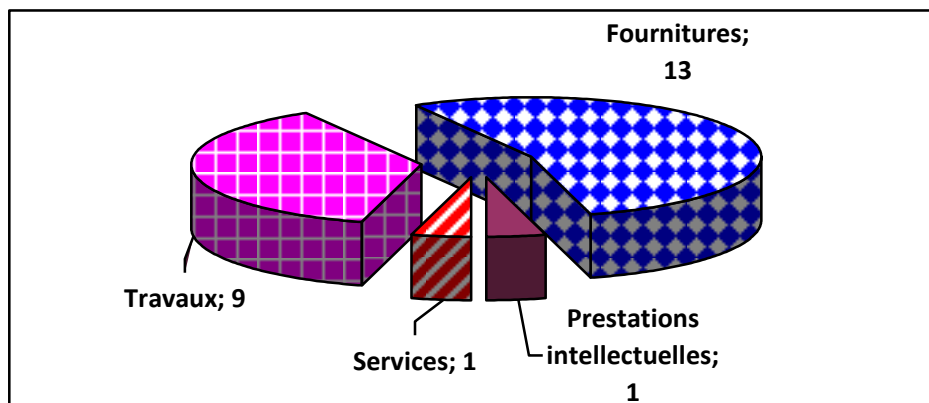 Fournitures;
13
Travaux; 9
Services; 1
Prestations
intellectuelles;
1